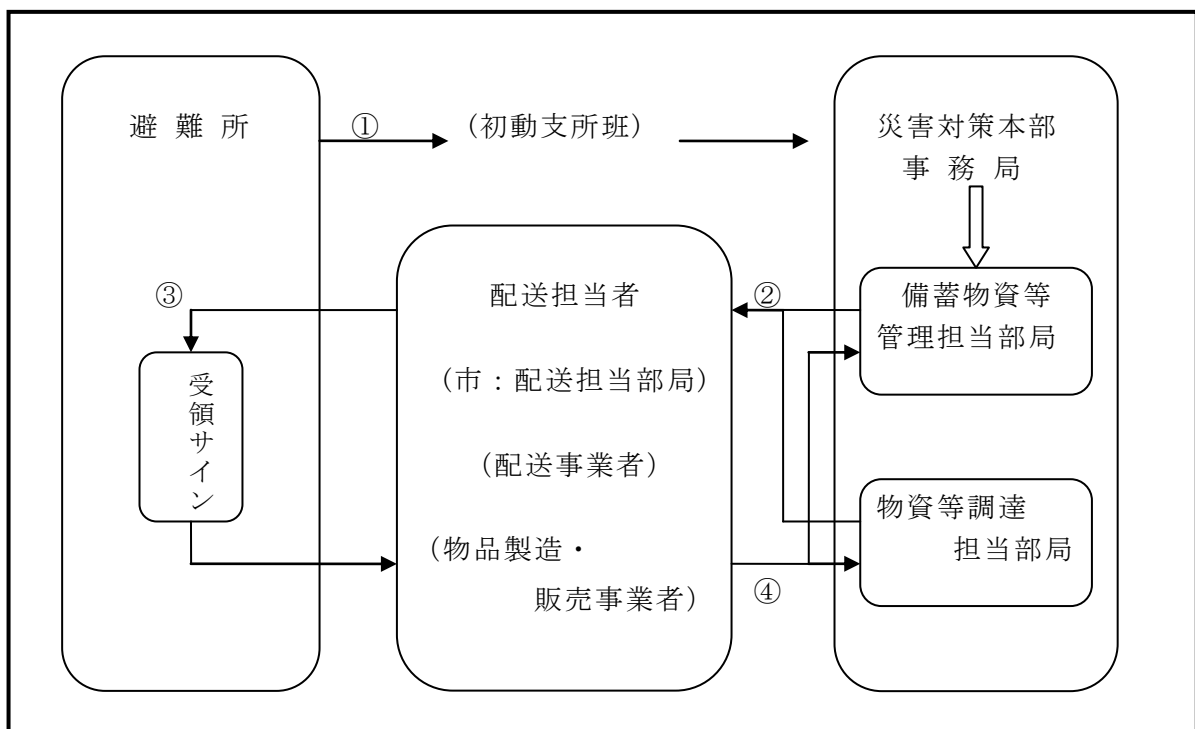 避難所
①
(初動支所班)
災害対策本部
事務局
③
配送担当者
②
備蓄物資等
管理担当部局
(市:配送担当部局)
受領サイン
(配送事業者)
物資等調達
担当部局
(物品製造・
販売事業者)
④